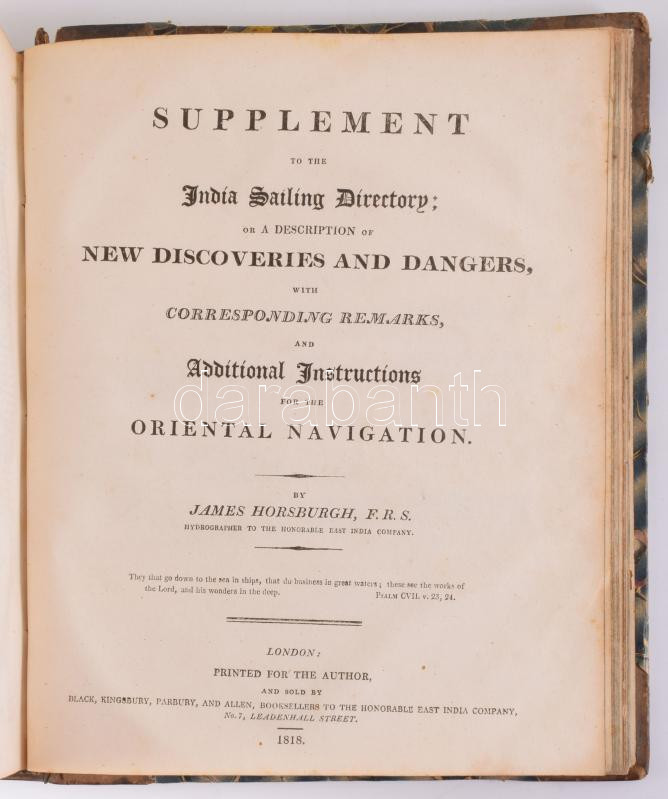 SUPPLEMENT
TO THE
India Sailing Directory;
OR A DESCRIPTION OF
NEW DISCOVERIES AND DANGERS,
WITH
CORRESPONDING REMARKS,
AND
Additional Instructions
darabanth
FOR THE
ORIENTAL NAVIGATION.
BY
JAMES HORSBURGH, F. R. S.
HYDROGRAPHER TO THE HONORABLE EAST INDIA COMPANY.
They that go down to the sea in ships, that do business in great waters; these see the works of
the Lord, and his wonders in the deep. PSALM CVII. v. 23, 24.
LONDON:
PRINTED FOR THE AUTHOR,
AND SOLD BY
BLACK, KINGSBURY, PARBURY, AND ALLEN, BOOKSELLERS TO THE HONORABLE EAST INDIA COMPANY,
No. 7, LEADENHALL STREET.
1818.